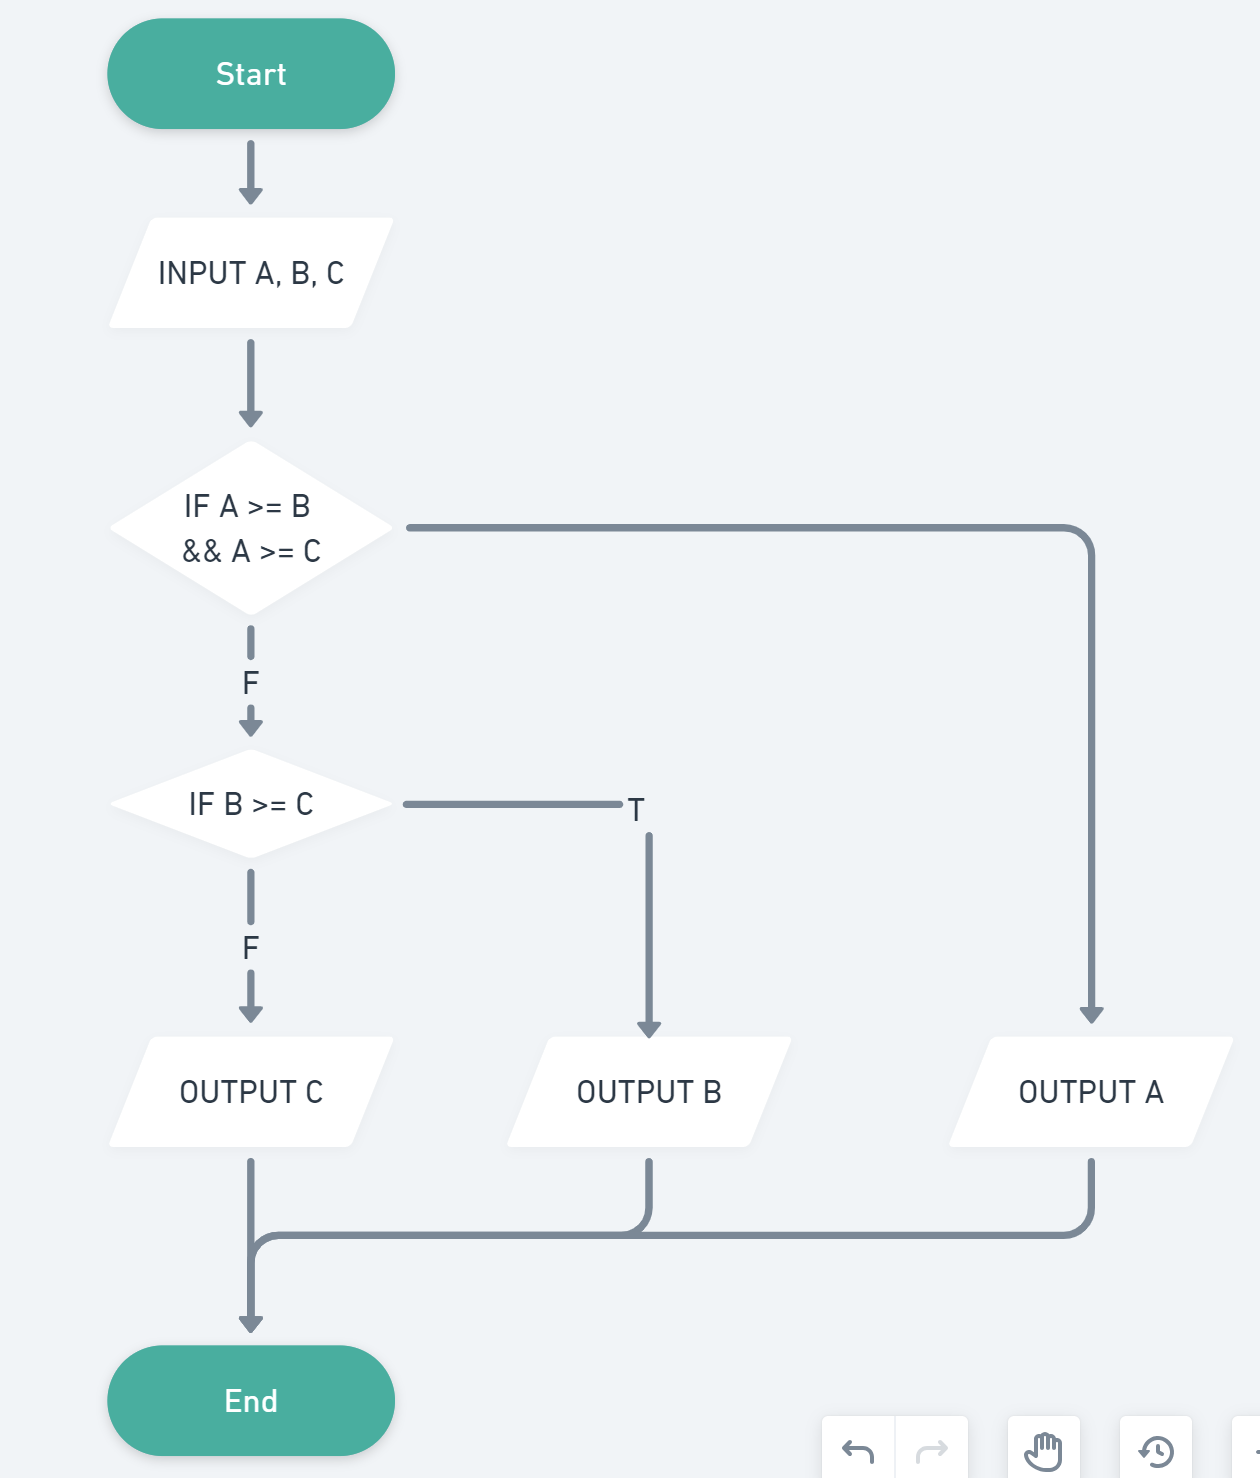 Start
INPUT A, B, C
IF A >= B
&& A >= C
F
IF B >= C
T
F
OUTPUT C
OUTPUT B
OUTPUT A
End